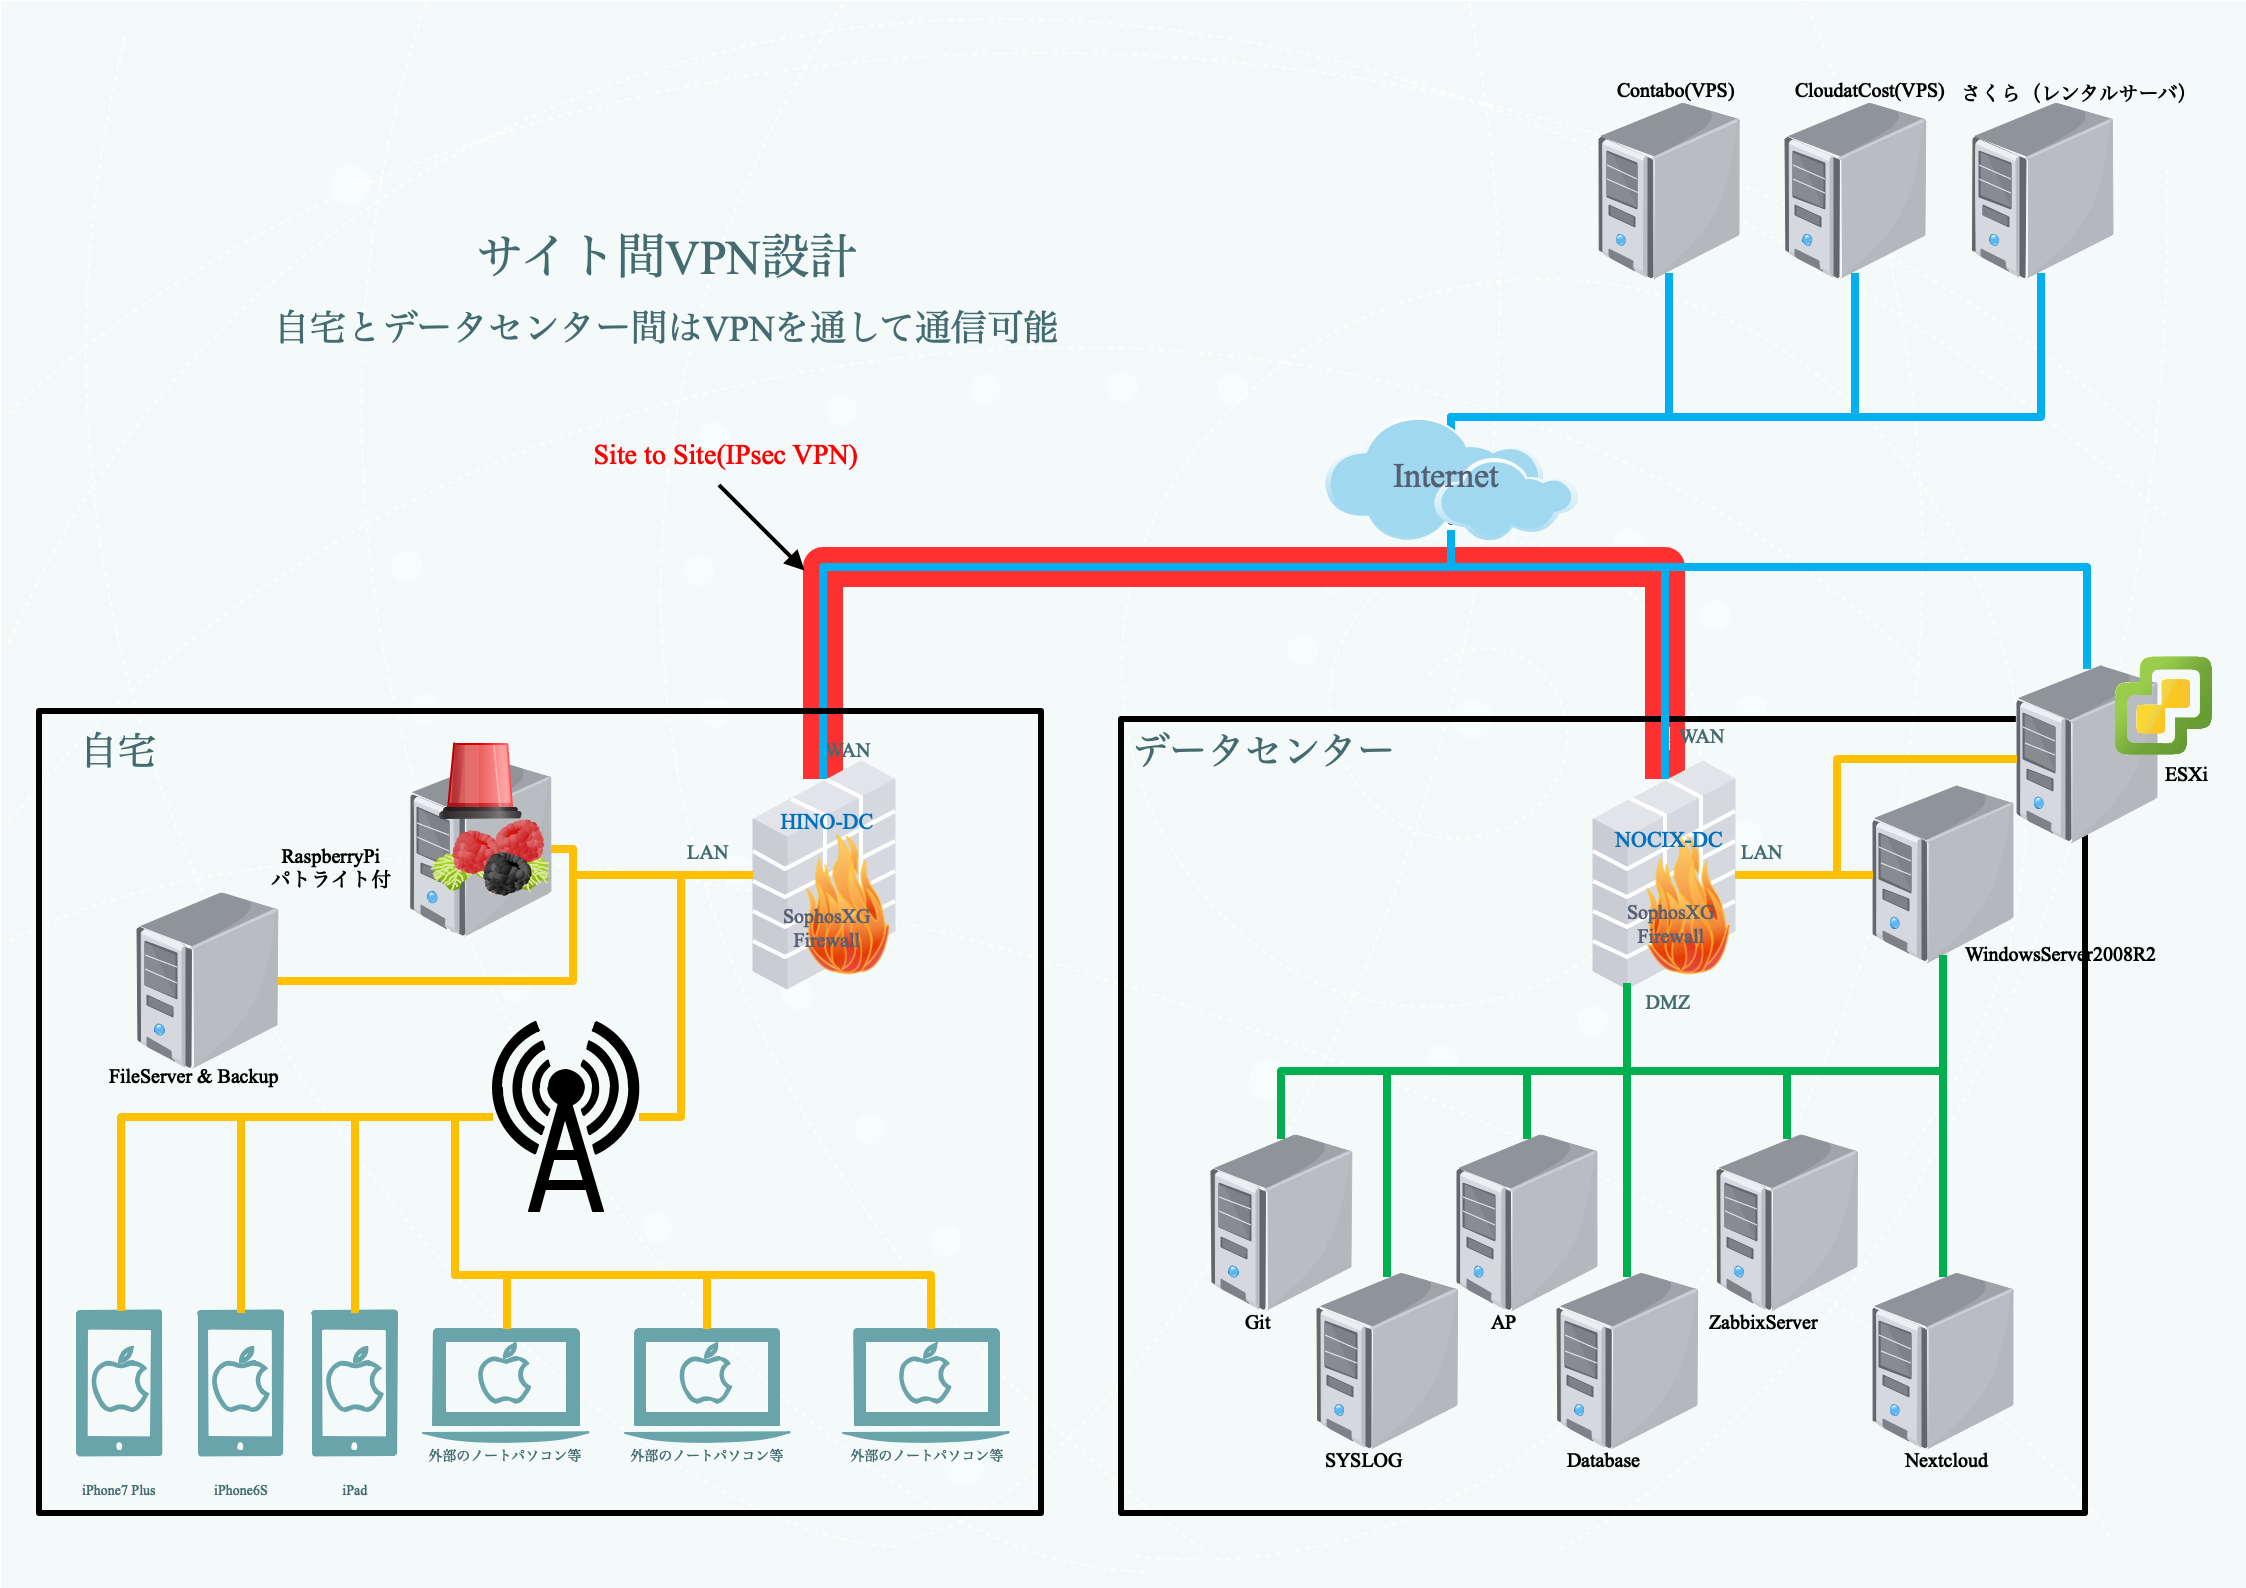 Contabo(VPS)
CloudatCost(VPS)
さくら（レンタルサーバ）
サイト間VPN設計
自宅とデータセンター間はVPNを通して通信可能
Site to Site(IPsec VPN)
Internet
自宅
WAN
HINO-DC
LAN
SophosXG
Firewall
RaspberryPi
パトライト付
FileServer & Backup
iPhone7 Plus
iPhone6S
iPad
外部のノートパソコン等
外部のノートパソコン等
外部のノートパソコン等
データセンター
WAN
ESXi
NOCIX-DC
LAN
SophosXG
Firewall
WindowsServer2008R2
DMZ
Git
AP
ZabbixServer
SYSLOG
Database
Nextcloud